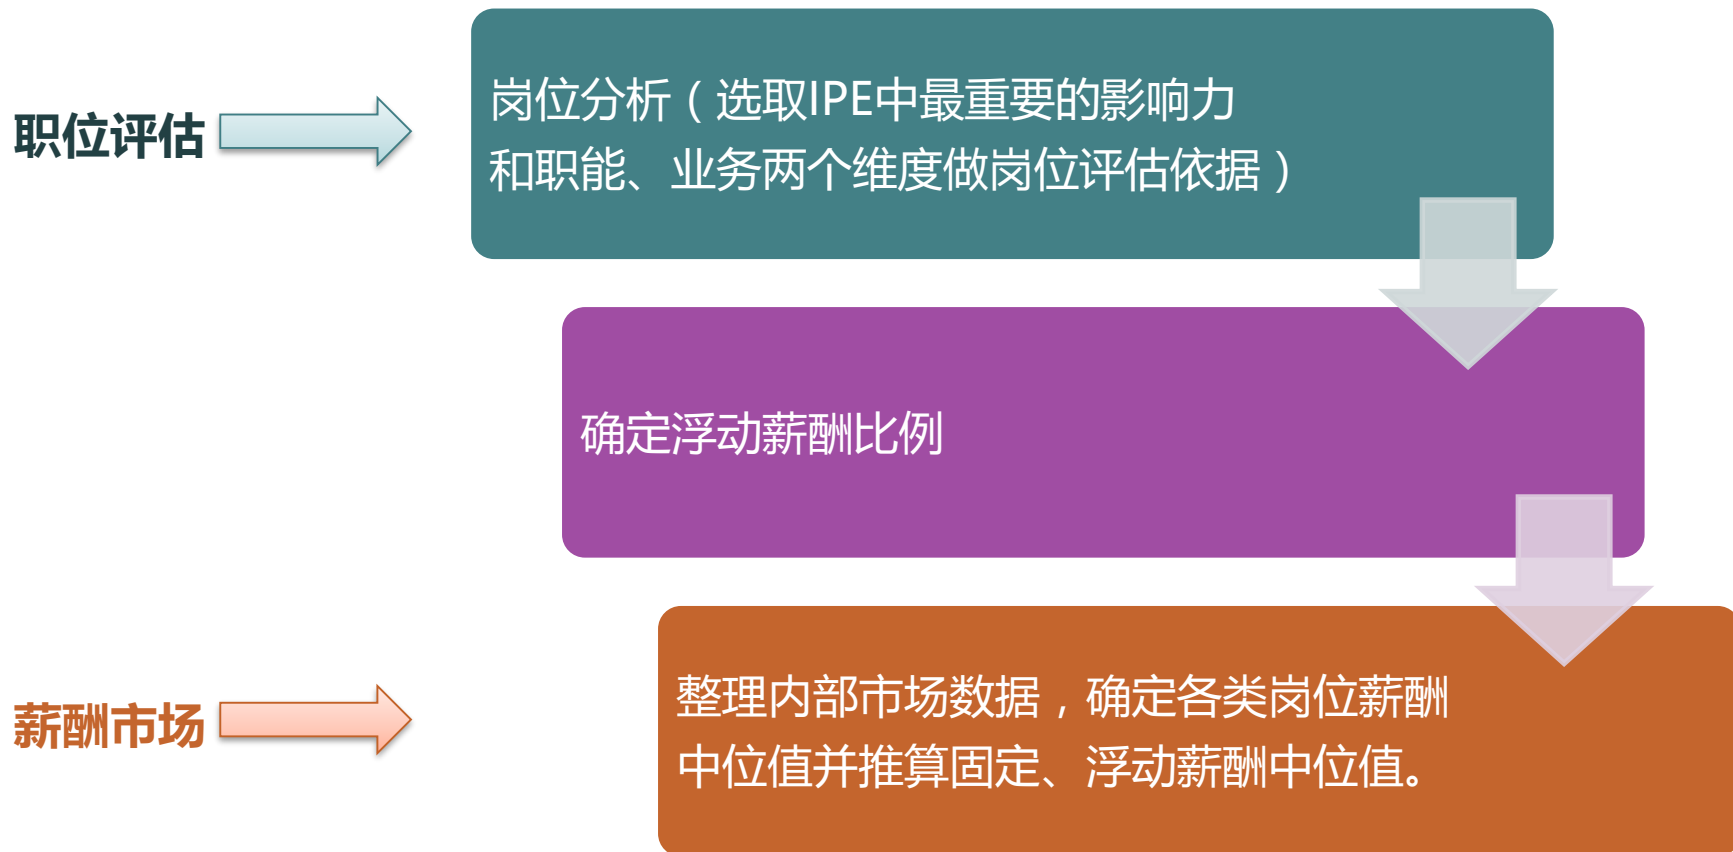 职位评估
岗位分析（选取IPE中最重要的影响力
和职能、业务两个维度做岗位评估依据）
确定浮动薪酬比例
薪酬市场
整理内部市场数据，确定各类岗位薪酬
中位值并推算固定、浮动薪酬中位值。